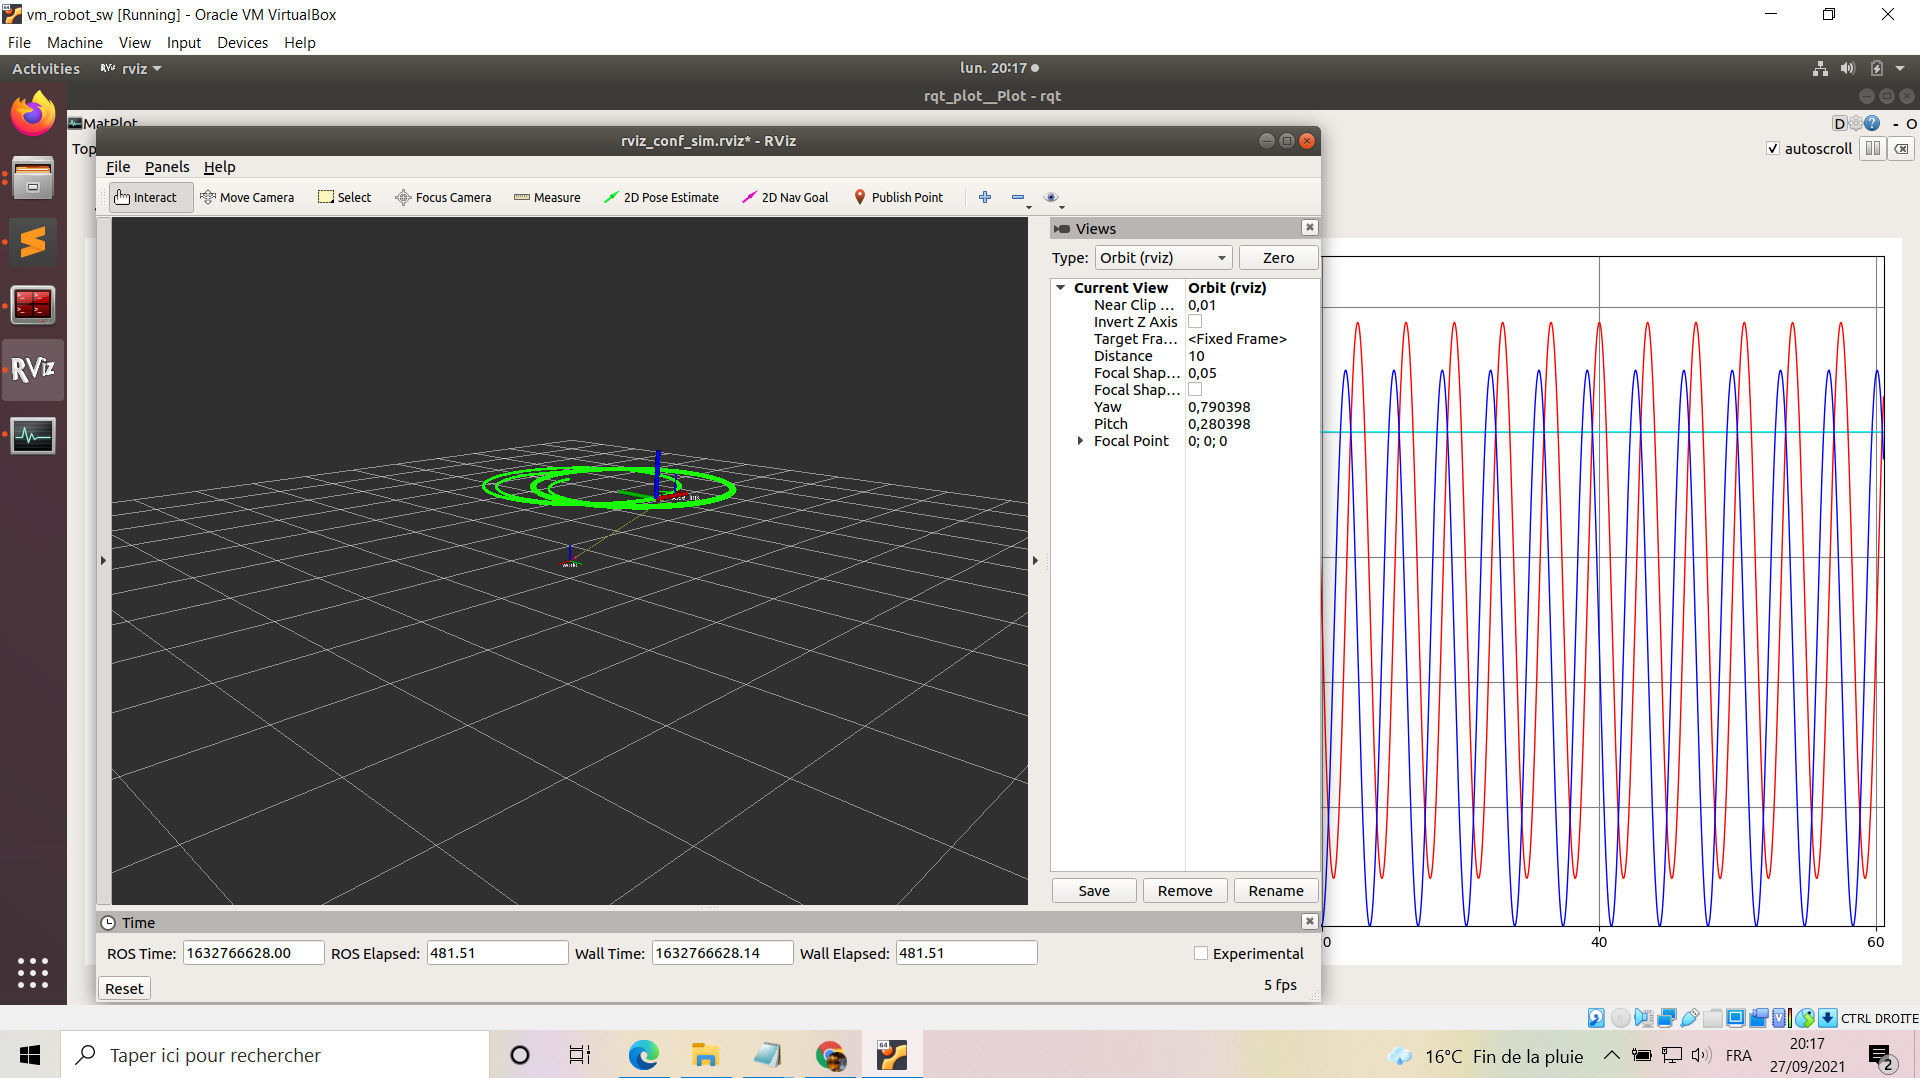 vm_robot_sw [Running] - Oracle VM VirtualBox
File Machine View Input Devices Help
Activities RViz rviz lun. 20:17
rqt_plot__Plot - rqt
MatPlot D - O
Top autoscroll
rviz_conf_sim.rviz* - RViz
File Panels Help
Interact Move Camera Select Focus Camera Measure 2D Pose Estimate 2D Nav Goal Publish Point
Views
Type: Orbit (rviz) Zero
Current View Orbit (rviz)
Near Clip ... 0,01
Invert Z Axis
Target Fra... <Fixed Frame>
Distance 10
Focal Shap... 0,05
Focal Shap...
Yaw 0,790398
Pitch 0,280398
Focal Point 0; 0; 0
RViz
world
Save Remove Rename
40 60
Time
ROS Time: 1632766628.00 ROS Elapsed: 481.51 Wall Time: 1632766628.14 Wall Elapsed: 481.51 Experimental
Reset 5 fps
CTRL DROITE
Taper ici pour rechercher 64 16°C Fin de la pluie FRA 20:17
27/09/2021 2